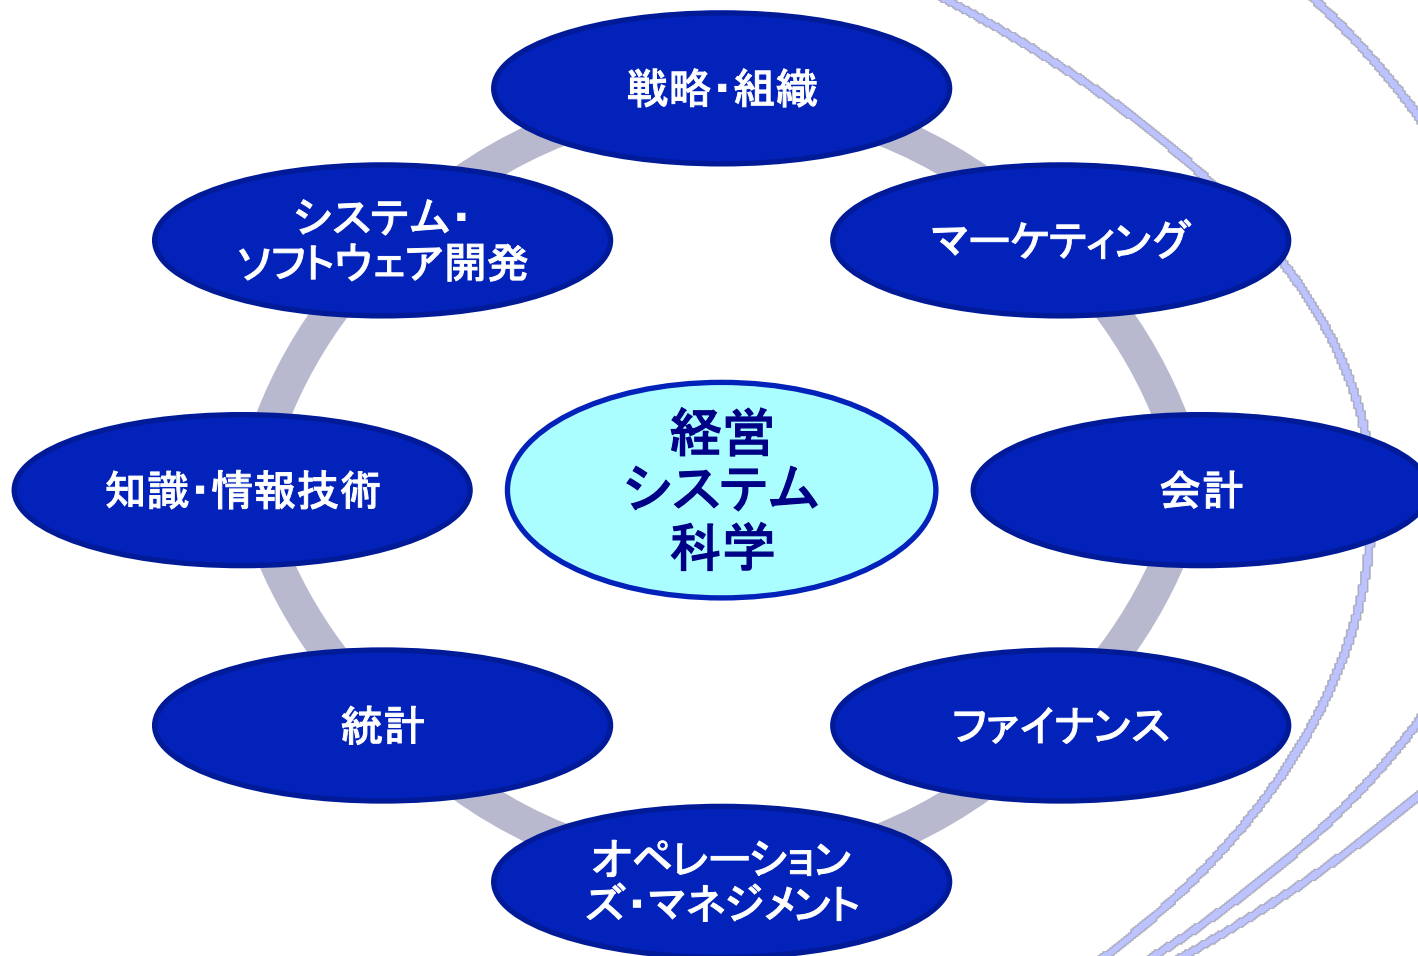 戦略・組織
システム・
ソフトウェア開発
マーケティング
経営
システム
科学
知識・情報技術
会計
統計
ファイナンス
オペレーション
ズ・マネジメント